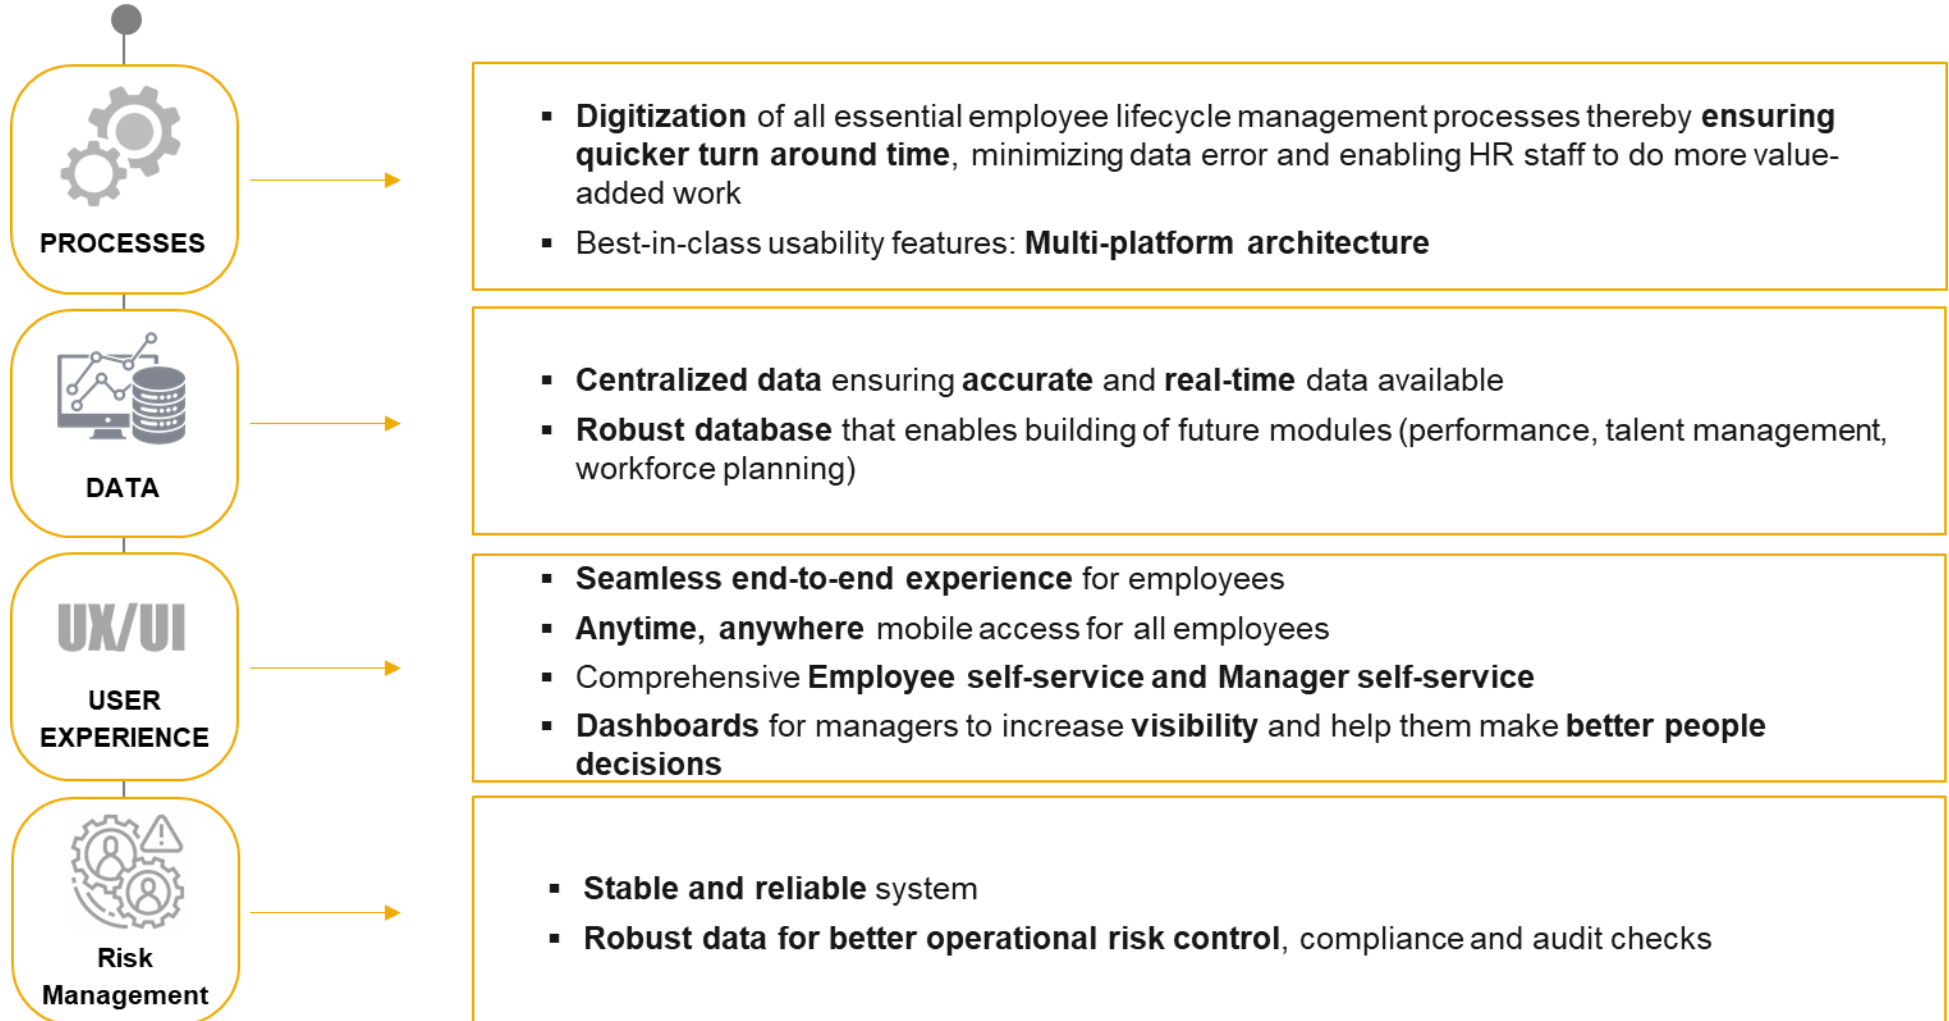 PROCESSES
▪ Digitization of all essential employee lifecycle management processes thereby ensuring
quicker turn around time, minimizing data error and enabling HR staff to do more value-
added work
▪ Best-in-class usability features: Multi-platform architecture
DATA
▪ Centralized data ensuring accurate and real-time data available
▪ Robust database that enables building of future modules (performance, talent management,
workforce planning)
UX/UI
USER
EXPERIENCE
▪ Seamless end-to-end experience for employees
▪ Anytime, anywhere mobile access for all employees
▪ Comprehensive Employee self-service and Manager self-service
▪ Dashboards for managers to increase visibility and help them make better people
decisions
Risk
Management
▪ Stable and reliable system
▪ Robust data for better operational risk control, compliance and audit checks